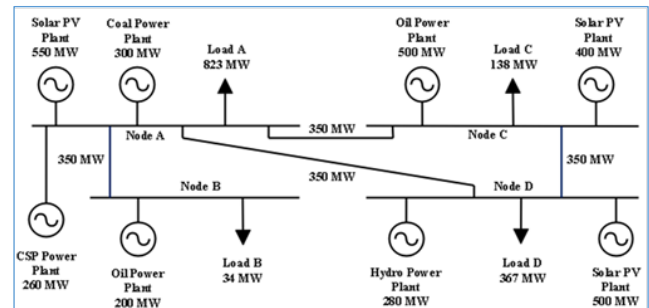 Solar PV
Plant
550 MW
Coal Power
Plant
300 MW
Load A
823 MW
Oil Power
Plant
500 MW
Load C
138 MW
Solar PV
Plant
400 MW
Node A
350 MW
Node C
350 MW
350 MW
350 MW
Node B
Node D
CSP Power
Plant
260 MW
Oil Power
Plant
200 MW
Load B
34 MW
Hydro Power
Plant
280 MW
Load D
367 MW
Solar PV
Plant
500 MW